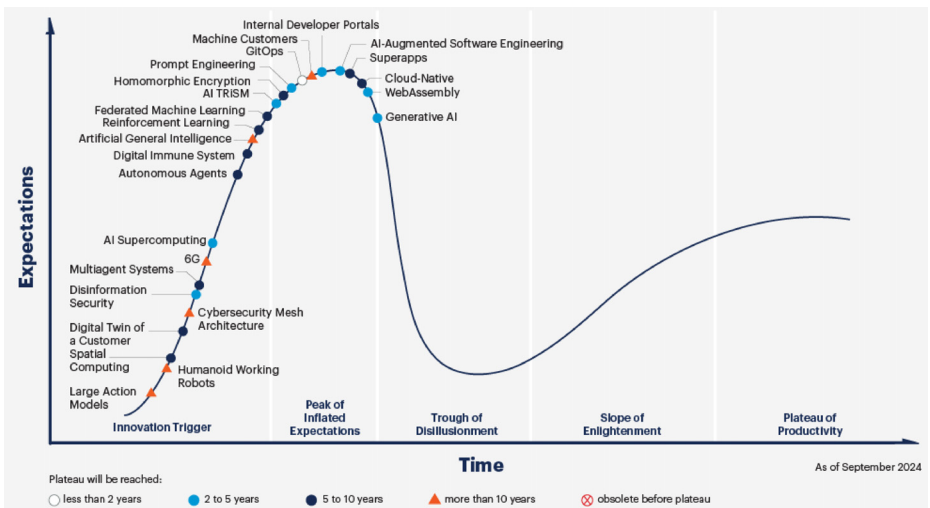 Internal Developer Portals
Machine Customers
GitOps
AI-Augmented Software Engineering
Superapps
Prompt Engineering
Cloud-Native
WebAssembly
Homomorphic Encryption
AI TRiSM
Generative AI
Federated Machine Learning
Reinforcement Learning
Artificial General Intelligence
Digital Immune System
Autonomous Agents
AI Supercomputing
6G
Multiagent Systems
Disinformation
Security
Cybersecurity Mesh
Architecture
Digital Twin of
a Customer
Spatial
Computing
Humanoid Working
Robots
Large Action
Models
Expectations
Innovation Trigger
Peak of
Inflated
Expectations
Trough of
Disillusionment
Slope of
Enlightenment
Plateau of
Productivity
Time
As of September 2024
Plateau will be reached:
less than 2 years
2 to 5 years
5 to 10 years
more than 10 years
obsolete before plateau